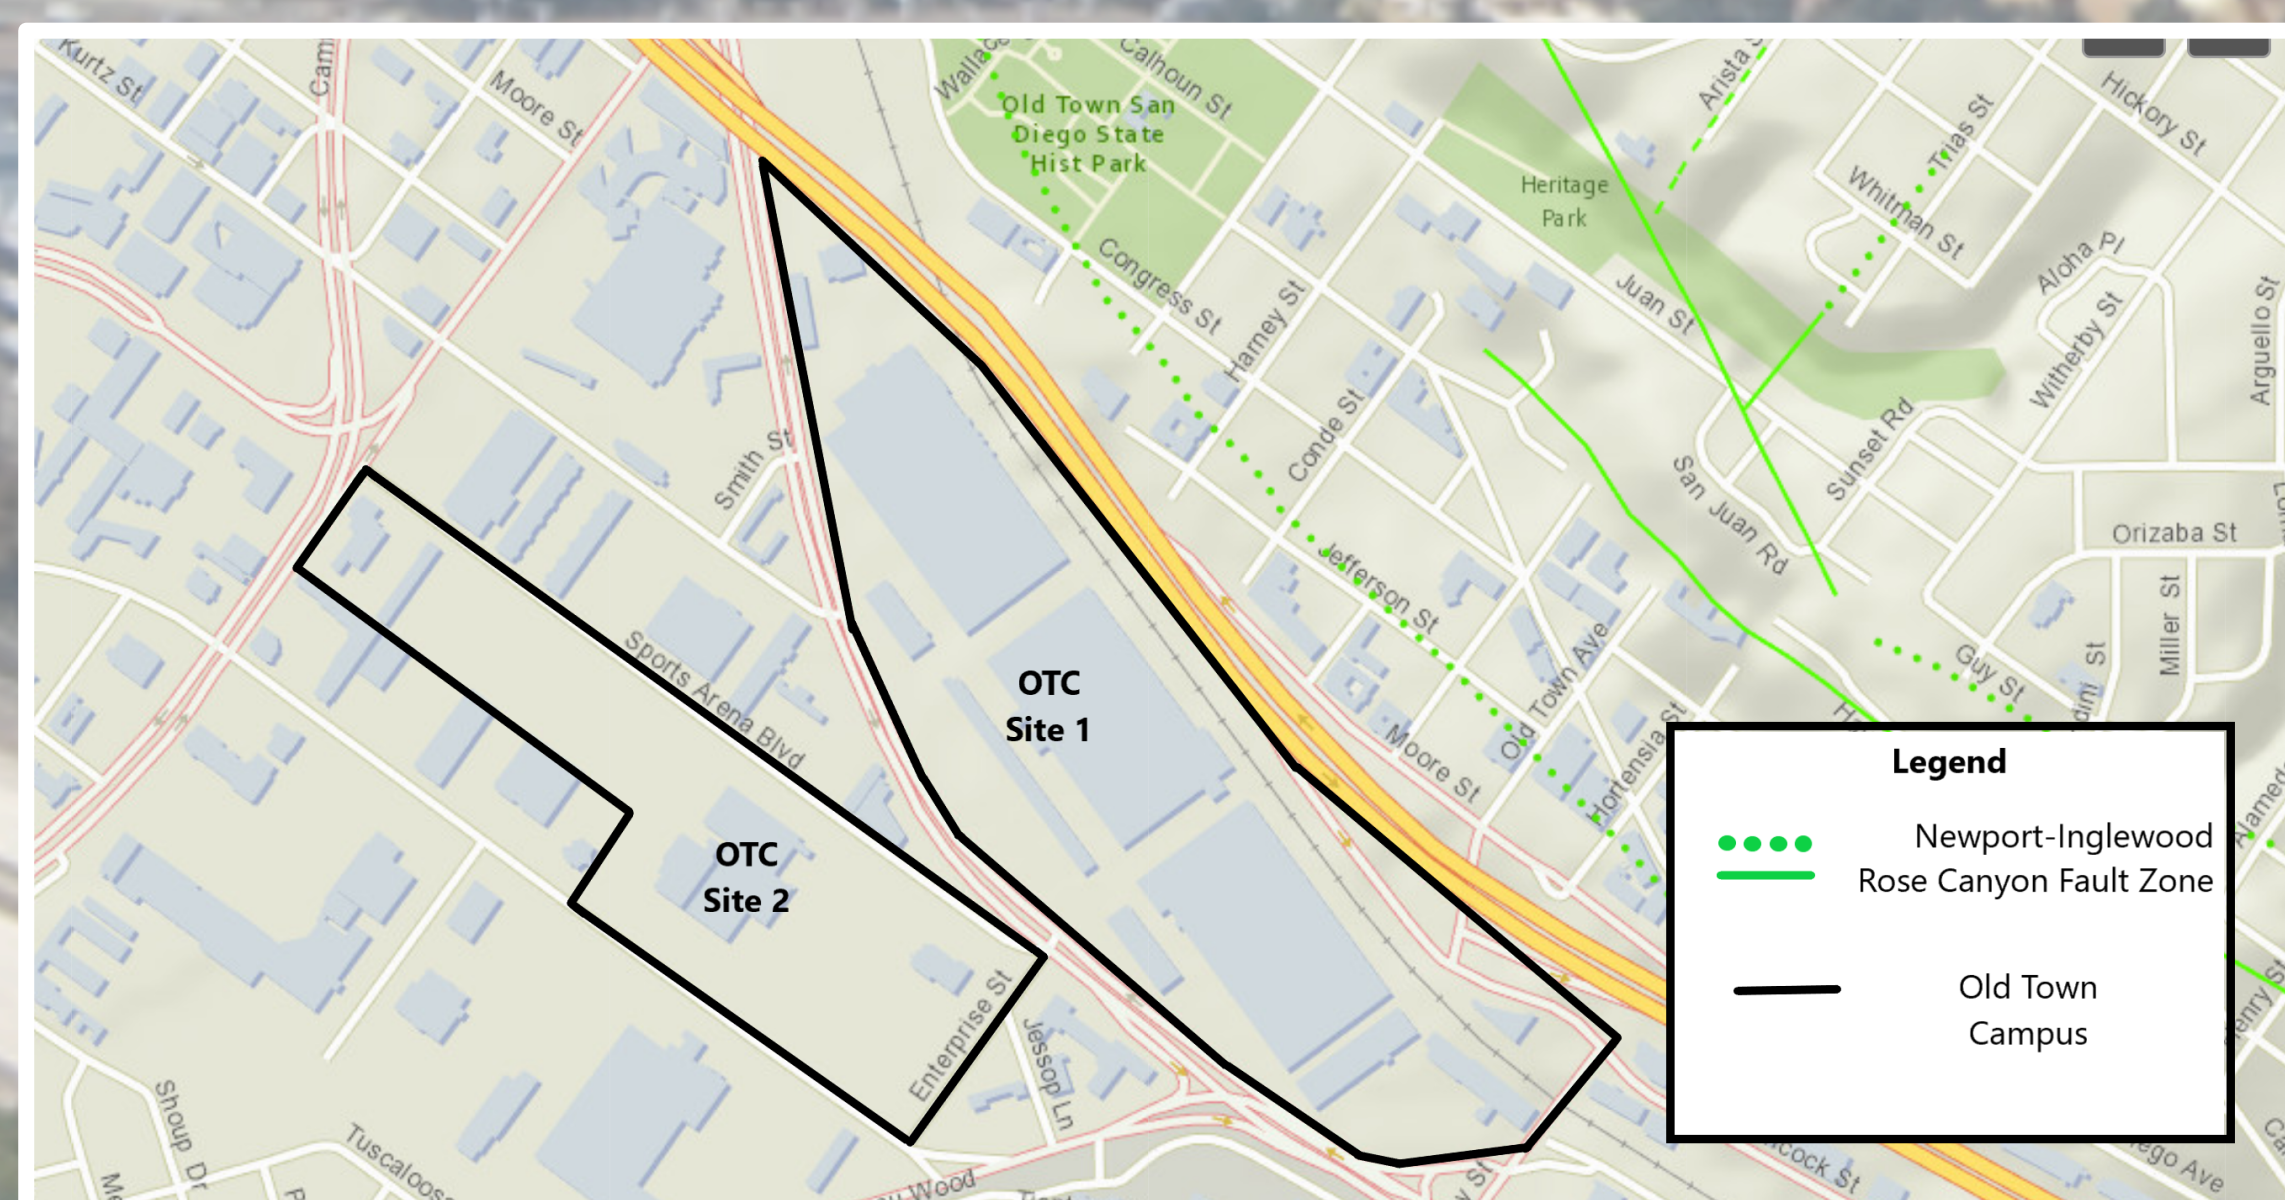 Kurtz St
Moore St
Calhoun St
Old Town San
Diego State
Hist Park
Congress St
Harney St
Conde St
Heritage
Park
Juan St
Trias St
Whitman St
Hickory St
Aloha Pl
Witherby St
Arguello St
Sunset Rd
San Juan Rd
Orizaba St
Miller St
Guy St
Smith St
Jefferson St
Old Town Ave
Hortensia St
Moore St
Sports Arena Blvd
OTC
Site 1
OTC
Site 2
Enterprise St
Jessop Ln
Shoup Dr
Legend
Newport-Inglewood
Rose Canyon Fault Zone
Old Town
Campus